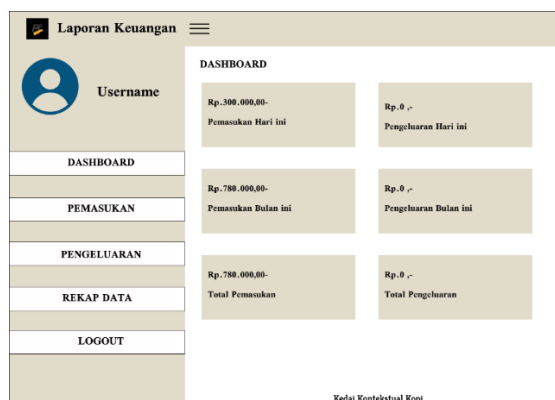 Laporan Keuangan
Username
DASHBOARD
PEMASUKAN
PENGELUARAN
REKAP DATA
LOGOUT
DASHBOARD
Rp.300.000,00-
Pemasukan Hari ini
Rp.0 ,-
Pengeluaran Hari ini
Rp.780.000,00-
Pemasukan Bulan ini
Rp.0 ,-
Pengeluaran Bulan ini
Rp.780.000,00-
Total Pemasukan
Rp.0 ,-
Total Pengeluaran
Kedai Kontekstual Kopi